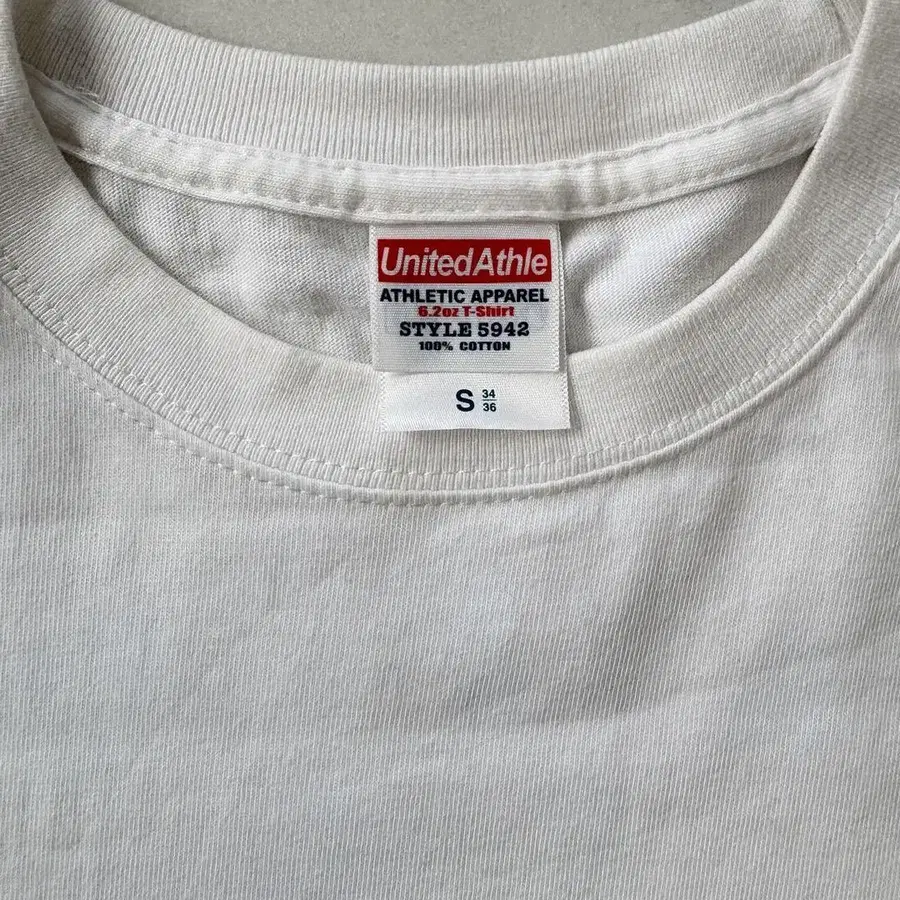 UnitedAthle
ATHLETIC APPAREL
6.2oz T-Shirt
STYLE 5942
100% COTTON
S 34
36